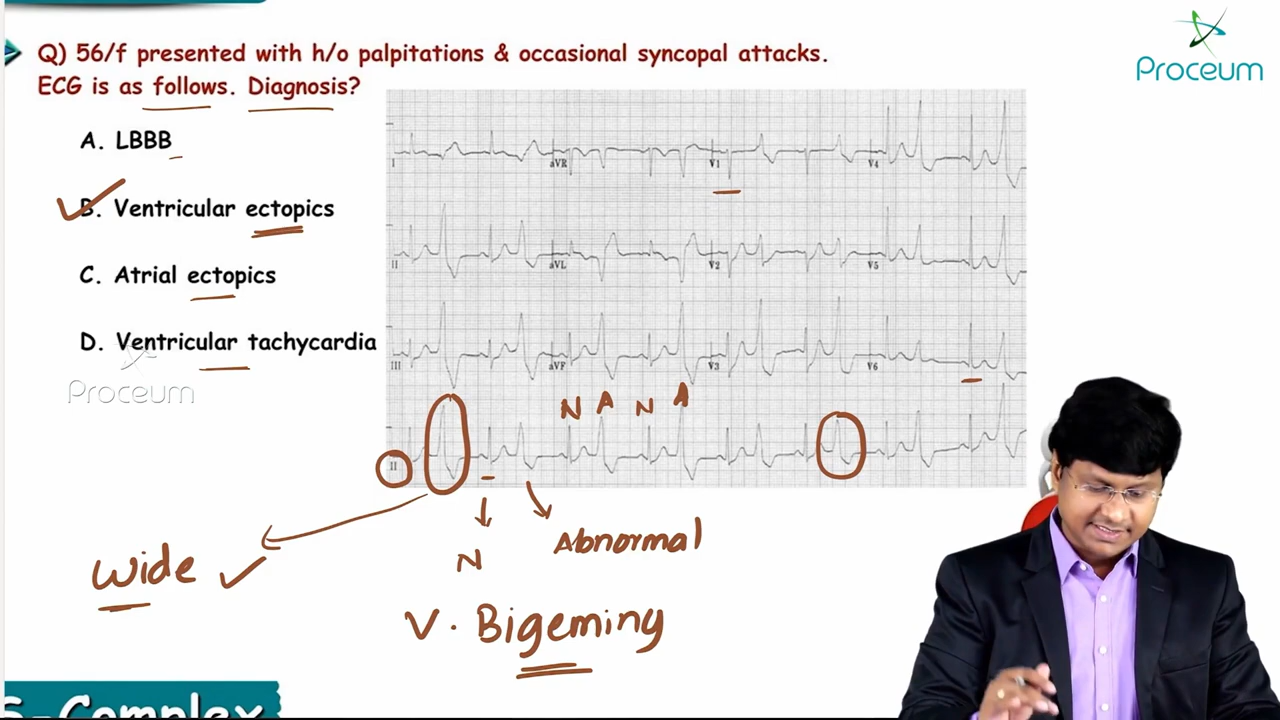 Proceum
Q) 56/f presented with h/o palpitations & occasional syncopal attacks.
ECG is as follows. Diagnosis?
A. LBBB
B. Ventricular ectopics
C. Atrial ectopics
D. Ventricular tachycardia
Proceum
I aVR V1 V4
II aVL V2 V5
III aVF V3 V6
N A N A
II
N
Abnormal
Wide
V. Bigeminy
S-Complex